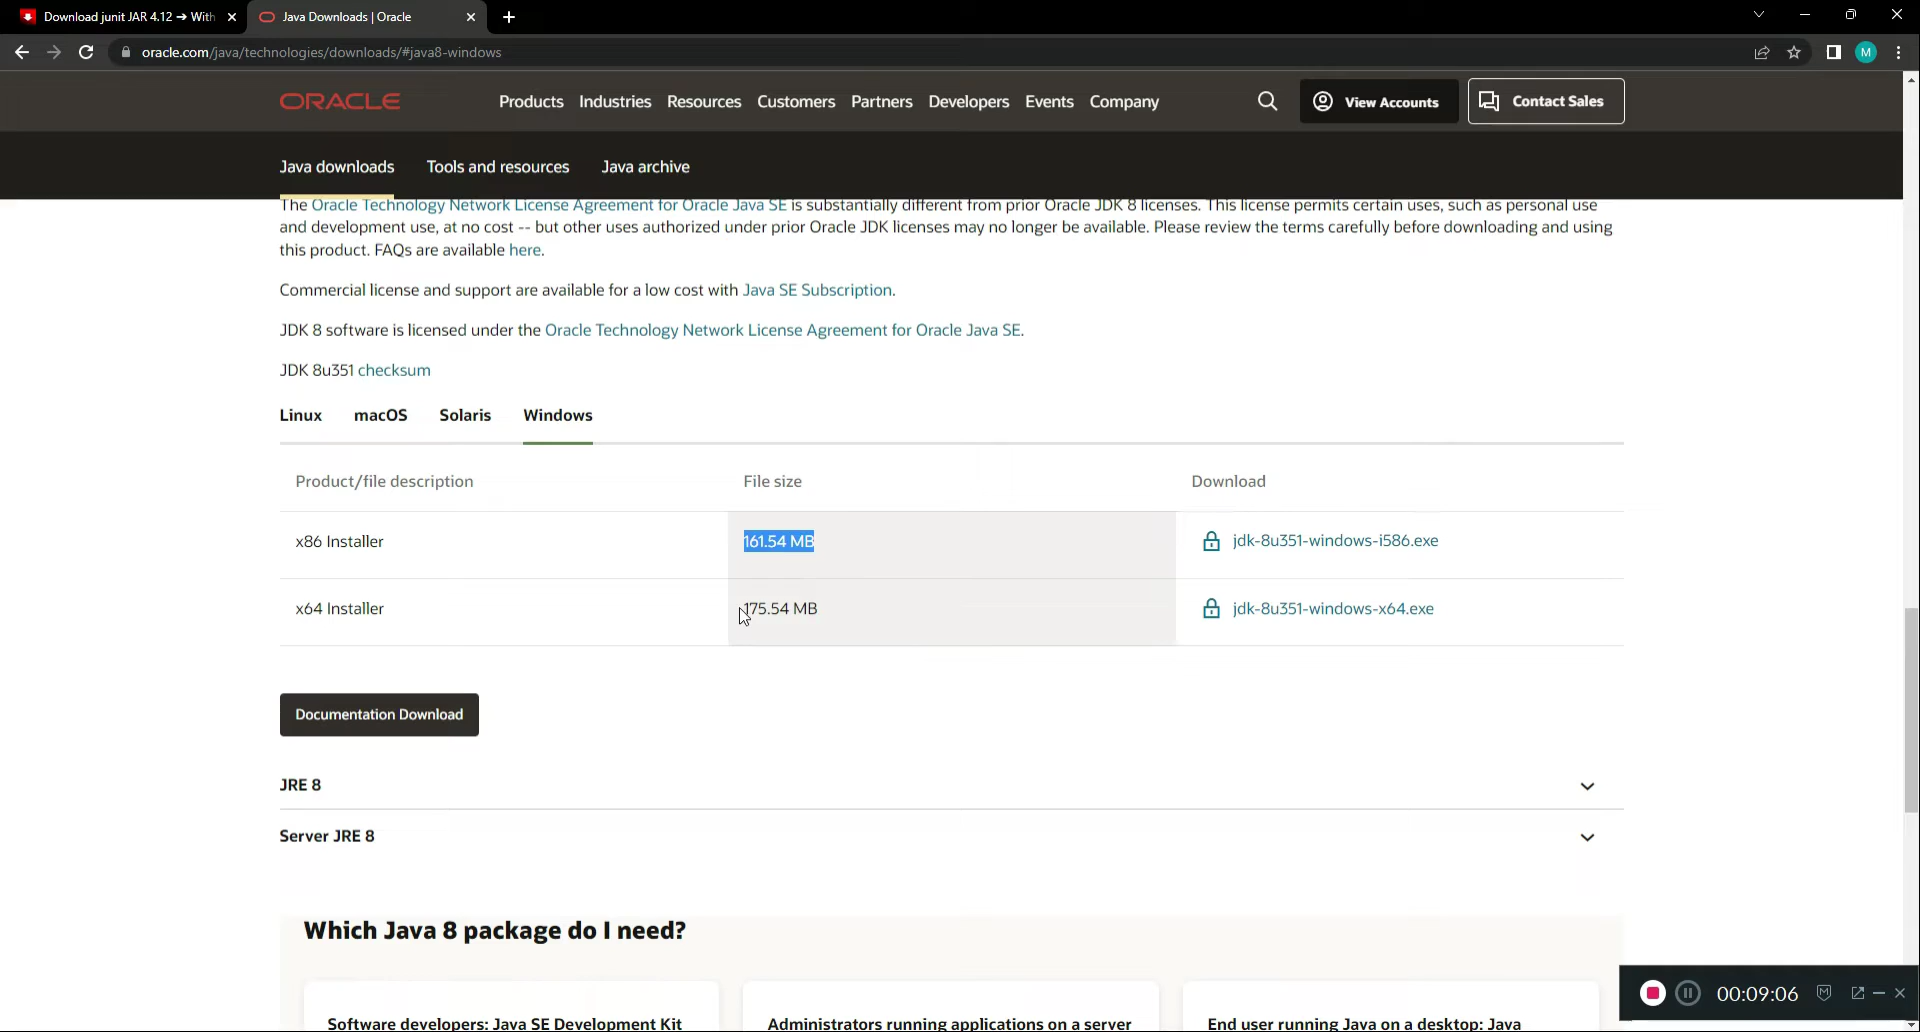 Download junit JAR 4.12 ➔ With
Java Downloads | Oracle
oracle.com/java/technologies/downloads/#java8-windows
M
ORACLE
Products Industries Resources Customers Partners Developers Events Company
View Accounts
Contact Sales
Java downloads Tools and resources Java archive
The Oracle Technology Network License Agreement for Oracle Java SE is substantially different from prior Oracle JDK 8 licenses. This license permits certain uses, such as personal use
and development use, at no cost -- but other uses authorized under prior Oracle JDK licenses may no longer be available. Please review the terms carefully before downloading and using
this product. FAQs are available here.
Commercial license and support are available for a low cost with Java SE Subscription.
JDK 8 software is licensed under the Oracle Technology Network License Agreement for Oracle Java SE.
JDK 8u351 checksum
Linux macOS Solaris Windows
Product/file description File size Download
x86 Installer 161.54 MB jdk-8u351-windows-i586.exe
x64 Installer 175.54 MB jdk-8u351-windows-x64.exe
Documentation Download
JRE 8
Server JRE 8
Which Java 8 package do I need?
Software developers: Java SE Development Kit
Administrators running applications on a server
End user running Java on a desktop: Java
00:09:06